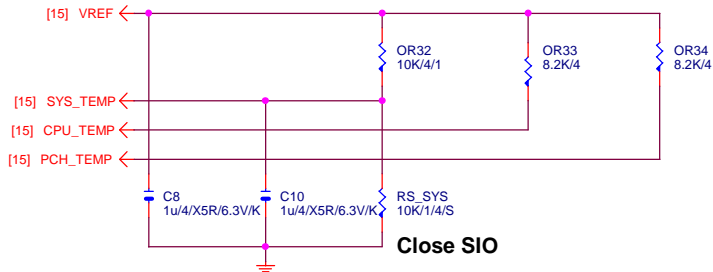 [15] VREF
OR32
10K/4/1
OR33
8.2K/4
OR34
8.2K/4
[15] SYS_TEMP
[15] CPU_TEMP
[15] PCH_TEMP
C8
1u/4/X5R/6.3V/K
C10
1u/4/X5R/6.3V/K
RS_SYS
10K/1/4/S
Close SIO